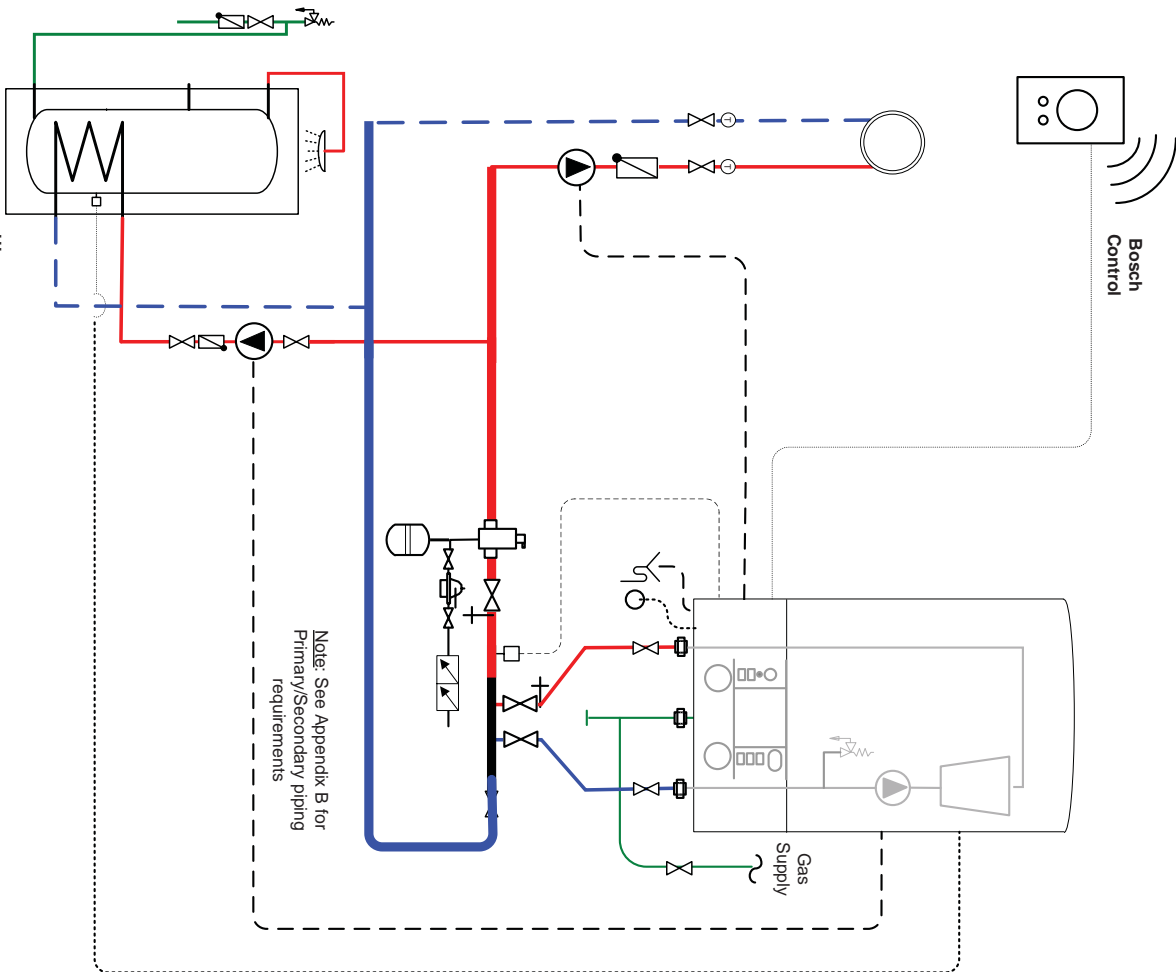 Bosch
Control
Note: See Appendix B for
Primary/Secondary piping
requirements
Gas
Supply
T
T